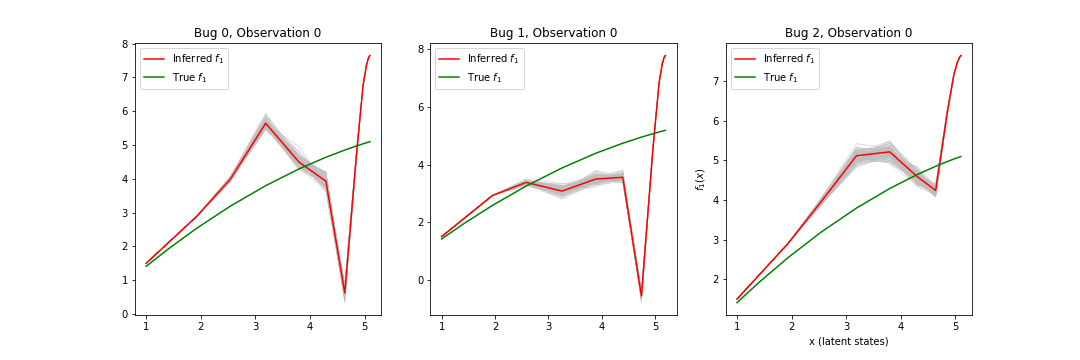 Bug 0, Observation 0
Inferred f₁
True f₁
8
7
6
5
4
3
2
1
0
1 2 3 4 5
Bug 1, Observation 0
Inferred f₁
True f₁
8
6
4
2
0
1 2 3 4 5
Bug 2, Observation 0
Inferred f₁
True f₁
f₁(x)
7
6
5
4
3
2
1 2 3 4 5
x (latent states)